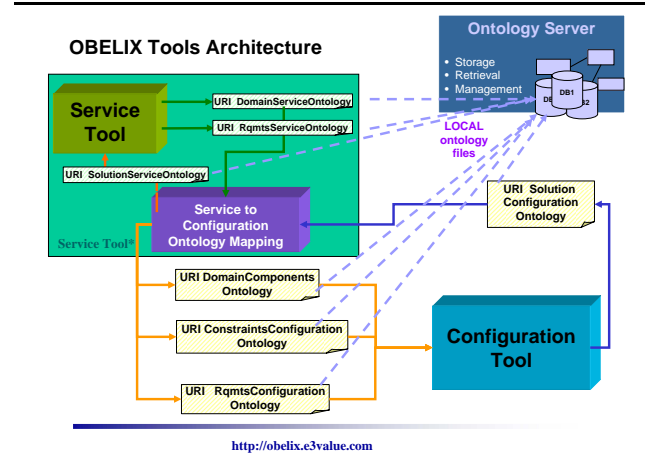 Ontology Server
• Storage
• Retrieval
• Management
DB1
OBELIX Tools Architecture
LOCAL
ontology
files
Service
Tool
URI DomainServiceOntology
URI RqmtsServiceOntology
URI SolutionServiceOntology
Service to
Configuration
Ontology Mapping
Service Tool*
URI Solution
Configuration
Ontology
URI DomainComponents
Ontology
URI ConstraintsConfiguration
Ontology
URI RqmtsConfiguration
Ontology
Configuration
Tool
http://obelix.e3value.com